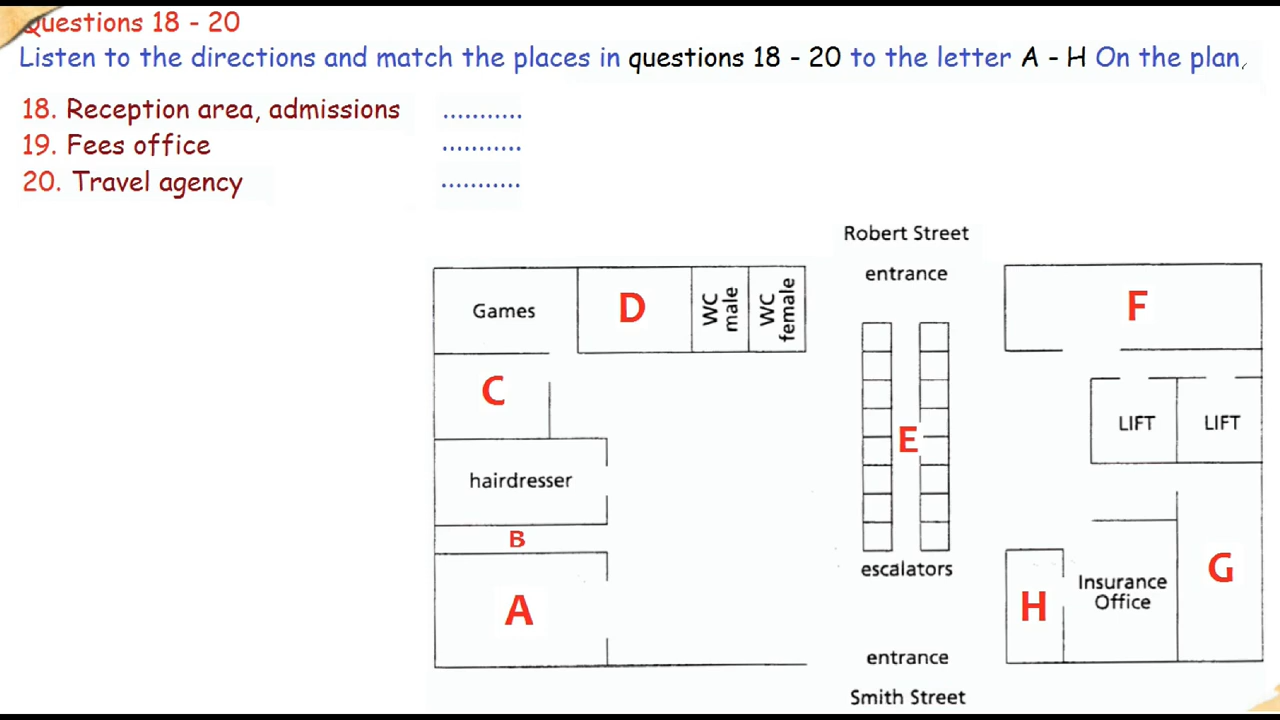 Questions 18 - 20
Listen to the directions and match the places in questions 18 - 20 to the letter A - H On the plan,
18. Reception area, admissions ...........
19. Fees office ...........
20. Travel agency ...........
Robert Street
entrance
Games
D
WC male
WC female
F
C
E
LIFT
LIFT
hairdresser
B
A
escalators
H
Insurance
Office
G
entrance
Smith Street